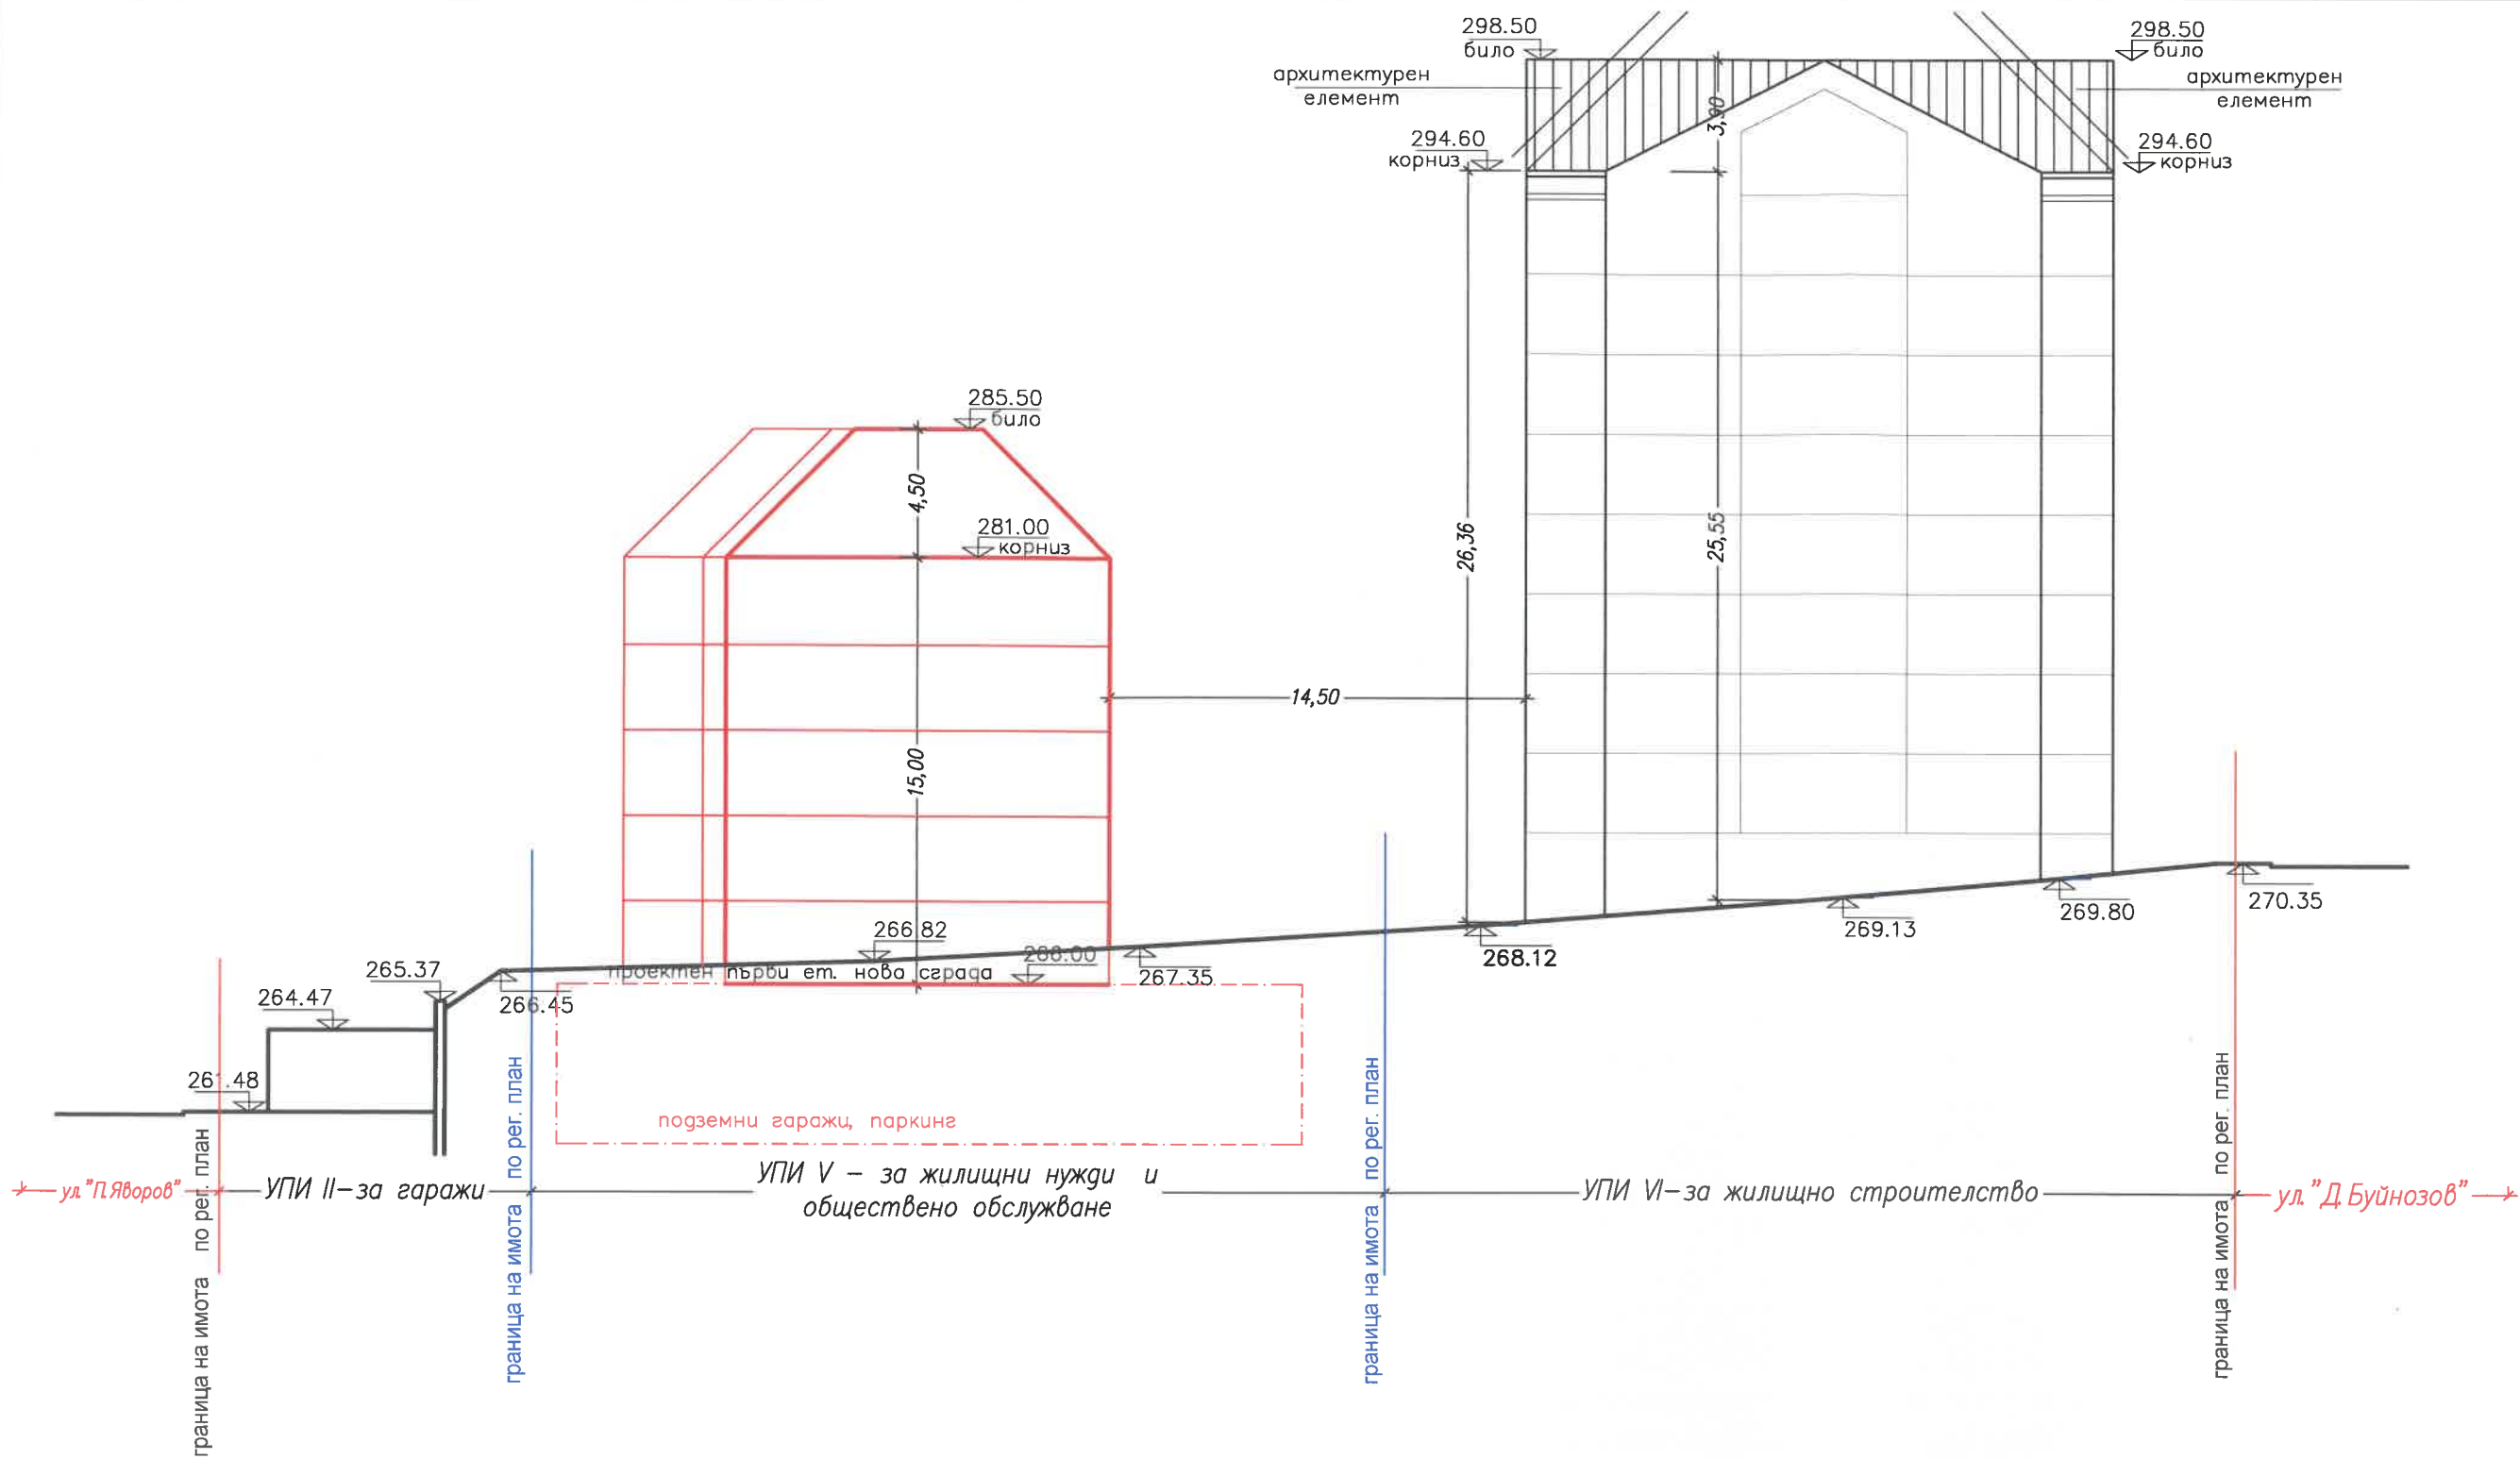 298.50
било
298.50
било
архитектурен
елемент
архитектурен
елемент
3,90
294.60
корниз
294.60
корниз
285.50
било
4,50
281.00
корниз
26,36
25,55
14,50
15,00
266.82
266.00
проектен първи ет. нова сграда
267.35
268.12
269.13
269.80
270.35
265.37
264.47
266.45
подземни гаражи, паркинг
ул."П.Яворов"
УПИ II-за гаражи
УПИ V - за жилищни нужди и
обществено обслужване
УПИ VI-за жилищно строителство
ул."Д.Буйнозов"
граница на имота по рег. план
граница на имота по рег. план
граница на имота по рег. план
граница на имота по рег. план